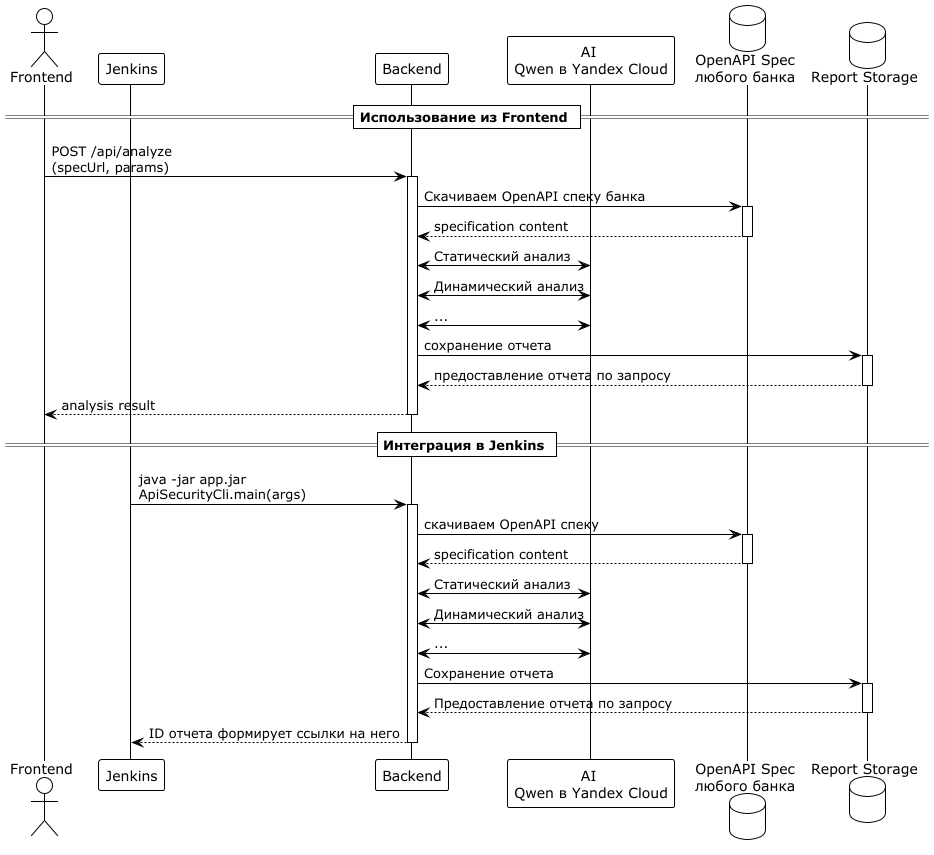 Frontend
Jenkins
Backend
AI
Qwen в Yandex Cloud
OpenAPI Spec
любого банка
Report Storage
Использование из Frontend
POST /api/analyze
(specUrl, params)
Скачиваем OpenAPI спеку банка
specification content
Статический анализ
Динамический анализ
...
сохранение отчета
предоставление отчета по запросу
analysis result
Интеграция в Jenkins
java -jar app.jar
ApiSecurityCli.main(args)
скачиваем OpenAPI спеку
specification content
Статический анализ
Динамический анализ
...
Сохранение отчета
Предоставление отчета по запросу
ID отчета формирует ссылки на него
Frontend
Jenkins
Backend
AI
Qwen в Yandex Cloud
OpenAPI Spec
любого банка
Report Storage